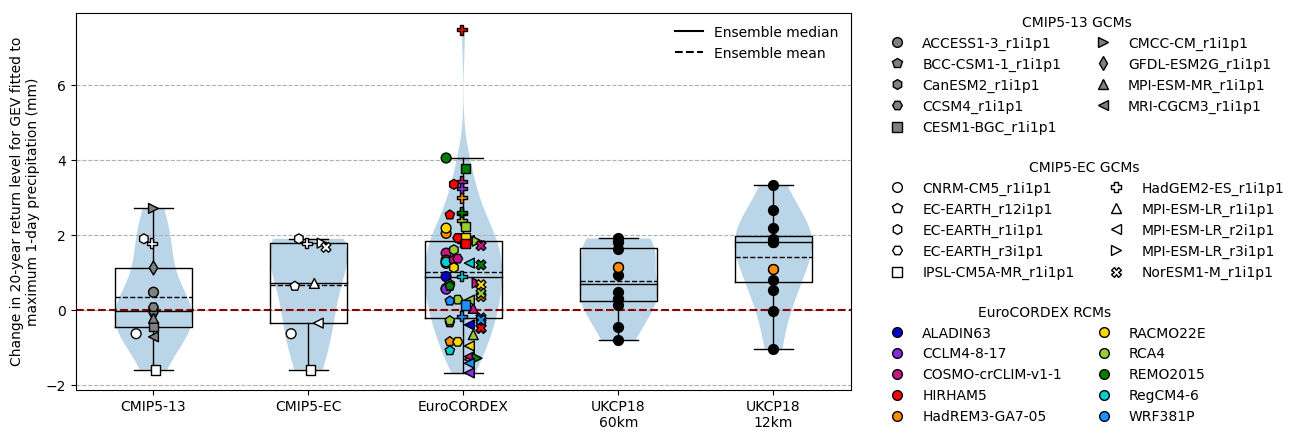 Change in 20-year return level for GEV fitted to
maximum 1-day precipitation (mm)
6
4
2
0
−2
Ensemble median
Ensemble mean
CMIP5-13
CMIP5-EC
EuroCORDEX
UKCP18
60km
UKCP18
12km
CMIP5-13 GCMs
ACCESS1-3_r1i1p1
BCC-CSM1-1_r1i1p1
CanESM2_r1i1p1
CCSM4_r1i1p1
CESM1-BGC_r1i1p1
CMCC-CM_r1i1p1
GFDL-ESM2G_r1i1p1
MPI-ESM-MR_r1i1p1
MRI-CGCM3_r1i1p1
CMIP5-EC GCMs
CNRM-CM5_r1i1p1
EC-EARTH_r12i1p1
EC-EARTH_r1i1p1
EC-EARTH_r3i1p1
IPSL-CM5A-MR_r1i1p1
HadGEM2-ES_r1i1p1
MPI-ESM-LR_r1i1p1
MPI-ESM-LR_r2i1p1
MPI-ESM-LR_r3i1p1
NorESM1-M_r1i1p1
EuroCORDEX RCMs
ALADIN63
CCLM4-8-17
COSMO-crCLIM-v1-1
HIRHAM5
HadREM3-GA7-05
RACMO22E
RCA4
REMO2015
RegCM4-6
WRF381P